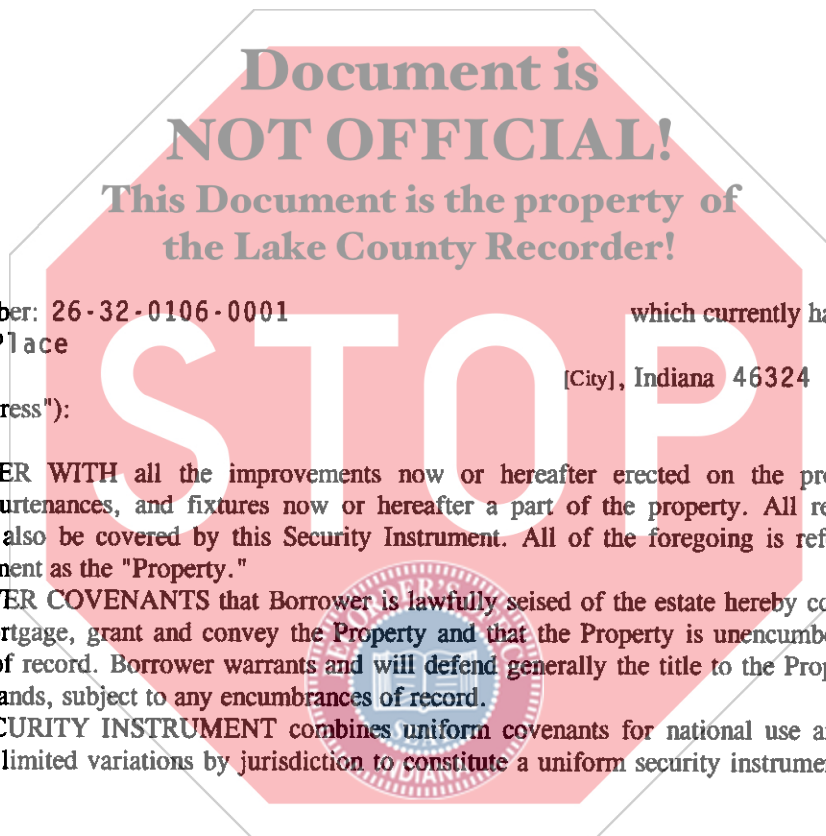 Document is
NOT OFFICIAL!
This Document is the property of
the Lake County Recorder!
ber: 26-32-0106-0001 which currently ha
Place
[City], Indiana 46324
ress"):
STOP
ER WITH all the improvements now or hereafter erected on the pro
urtenances, and fixtures now or hereafter a part of the property. All re
also be covered by this Security Instrument. All of the foregoing is ref
ment as the "Property."
ER COVENANTS that Borrower is lawfully seised of the estate hereby co
rtgage, grant and convey the Property and that the Property is unencumbe
of record. Borrower warrants and will defend generally the title to the Prop
ands, subject to any encumbrances of record.
CURITY INSTRUMENT combines uniform covenants for national use a
limited variations by jurisdiction to constitute a uniform security instrume
SEAL
INDIANA